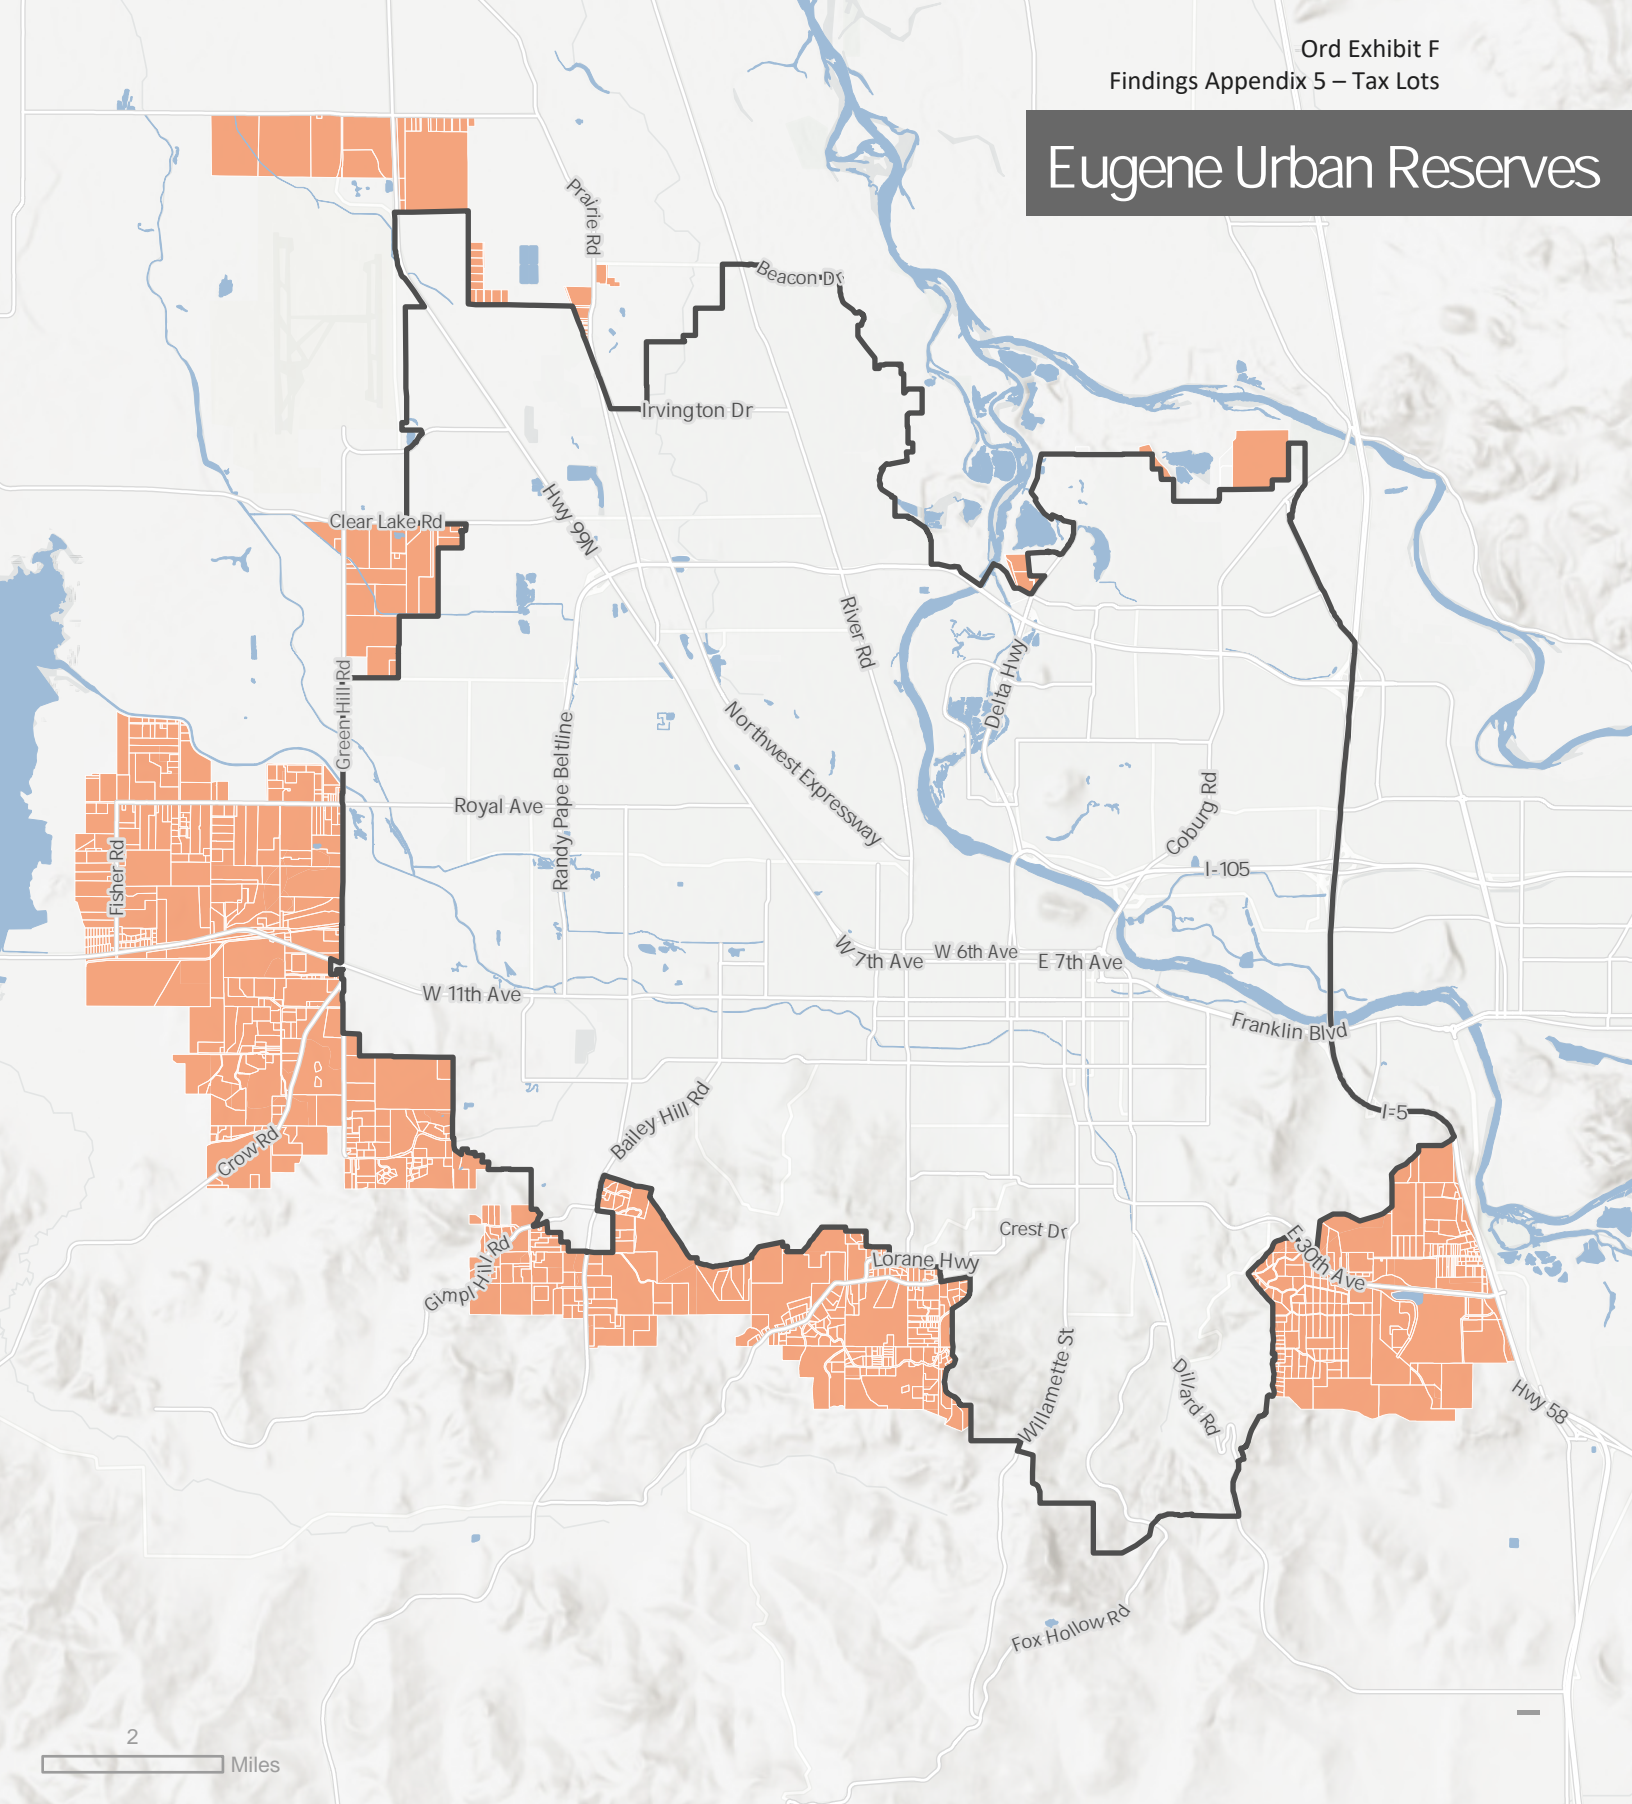 Ord Exhibit F
Findings Appendix 5 – Tax Lots
Eugene Urban Reserves
Prairie Rd
Beacon Dr
Irvington Dr
Clear Lake Rd
Hwy 99N
River Rd
Delta Hwy
Green Hill Rd
Randy Pape Beltline
Northwest Expressway
Royal Ave
Coburg Rd
I-105
Fisher Rd
W 7th Ave
W 6th Ave
E 7th Ave
W 11th Ave
Franklin Blvd
Bailey Hill Rd
I-5
Crow Rd
Crest Dr
E 30th Ave
Gimpl Hill Rd
Lorane Hwy
Willamette St
Dillard Rd
Hwy 58
Fox Hollow Rd
2
Miles